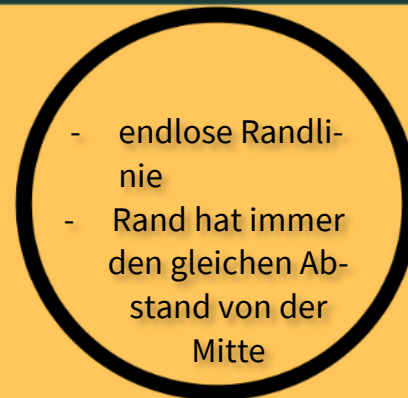 - endlose Randli-
nie
- Rand hat immer
den gleichen Ab-
stand von der
Mitte